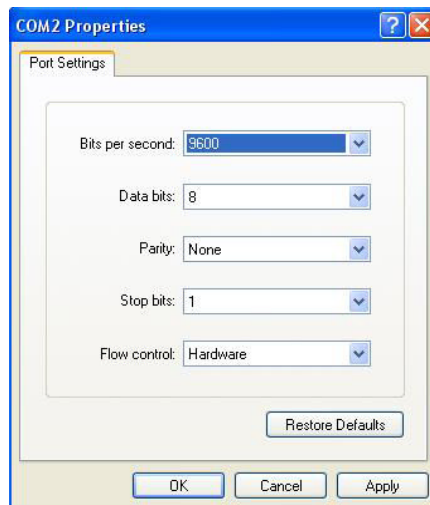 COM2 Properties
Port Settings
Bits per second: 9600
Data bits: 8
Parity: None
Stop bits: 1
Flow control: Hardware
Restore Defaults
OK Cancel Apply